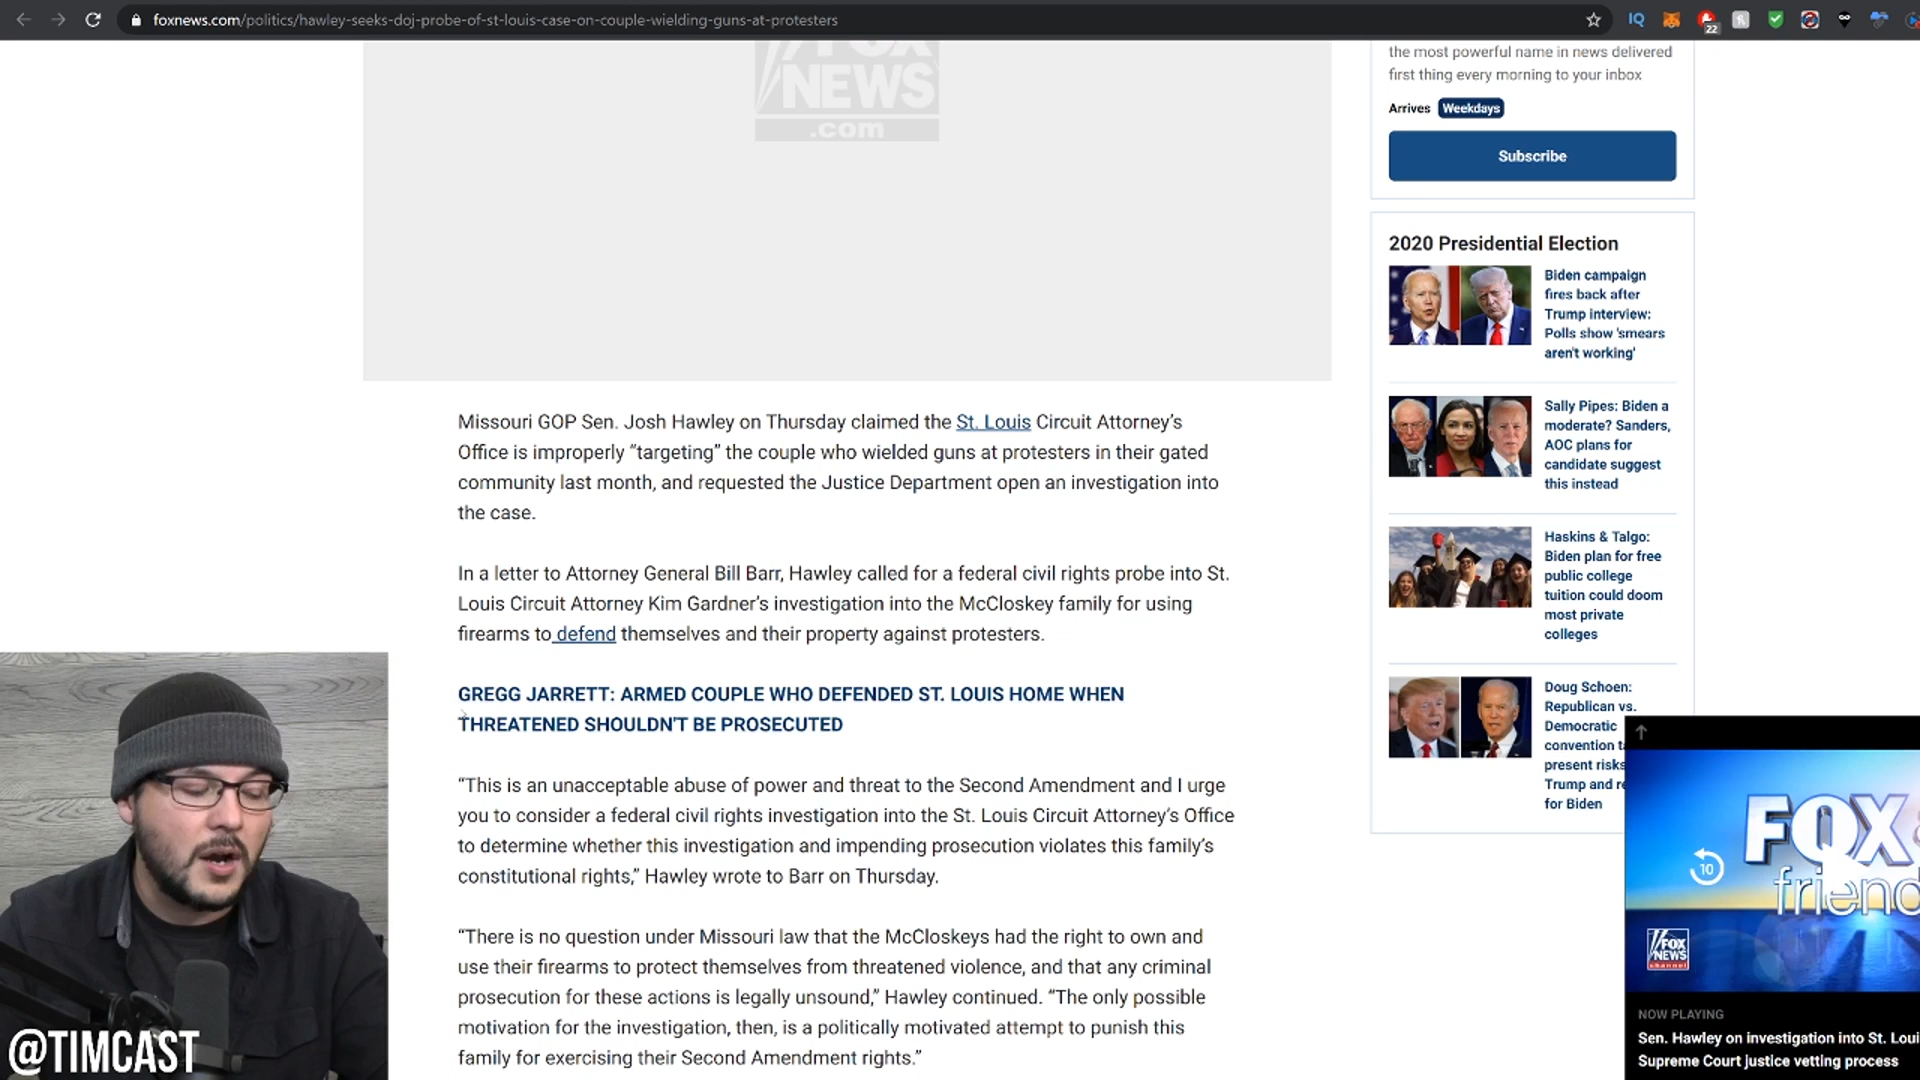 foxnews.com/politics/hawley-seeks-doj-probe-of-st-louis-case-on-couple-wielding-guns-at-protesters
IQ
22
FOX
NEWS
.com
the most powerful name in news delivered
first thing every morning to your inbox
Arrives Weekdays
Subscribe
2020 Presidential Election
Biden campaign
fires back after
Trump interview:
Polls show 'smears
aren't working'
Sally Pipes: Biden a
moderate? Sanders,
AOC plans for
candidate suggest
this instead
Haskins & Talgo:
Biden plan for free
public college
tuition could doom
most private
colleges
Doug Schoen:
Republican vs.
Democratic
convention ta
present risks
Trump and re
for Biden
Missouri GOP Sen. Josh Hawley on Thursday claimed the St. Louis Circuit Attorney's
Office is improperly “targeting” the couple who wielded guns at protesters in their gated
community last month, and requested the Justice Department open an investigation into
the case.
In a letter to Attorney General Bill Barr, Hawley called for a federal civil rights probe into St.
Louis Circuit Attorney Kim Gardner's investigation into the McCloskey family for using
firearms to defend themselves and their property against protesters.
GREGG JARRETT: ARMED COUPLE WHO DEFENDED ST. LOUIS HOME WHEN
THREATENED SHOULDN'T BE PROSECUTED
“This is an unacceptable abuse of power and threat to the Second Amendment and I urge
you to consider a federal civil rights investigation into the St. Louis Circuit Attorney's Office
to determine whether this investigation and impending prosecution violates this family's
constitutional rights,” Hawley wrote to Barr on Thursday.
“There is no question under Missouri law that the McCloskeys had the right to own and
use their firearms to protect themselves from threatened violence, and that any criminal
prosecution for these actions is legally unsound,” Hawley continued. “The only possible
motivation for the investigation, then, is a politically motivated attempt to punish this
family for exercising their Second Amendment rights.”
@TIMCAST
FOX
friend
10
FOX
NEWS
channel
NOW PLAYING
Sen. Hawley on investigation into St. Loui
Supreme Court justice vetting process